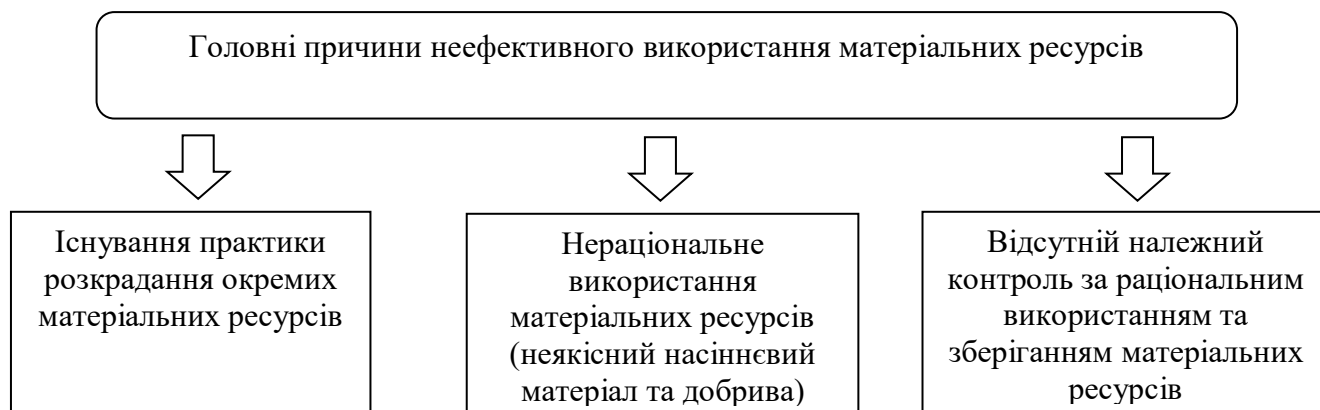 Головні причини неефективного використання матеріальних ресурсів
Існування практики
розкрадання окремих
матеріальних ресурсів
Нераціональне
використання
матеріальних ресурсів
(неякісний насіннєвий
матеріал та добрива)
Відсутній належний
контроль за раціональним
використанням та
зберіганням матеріальних
ресурсів